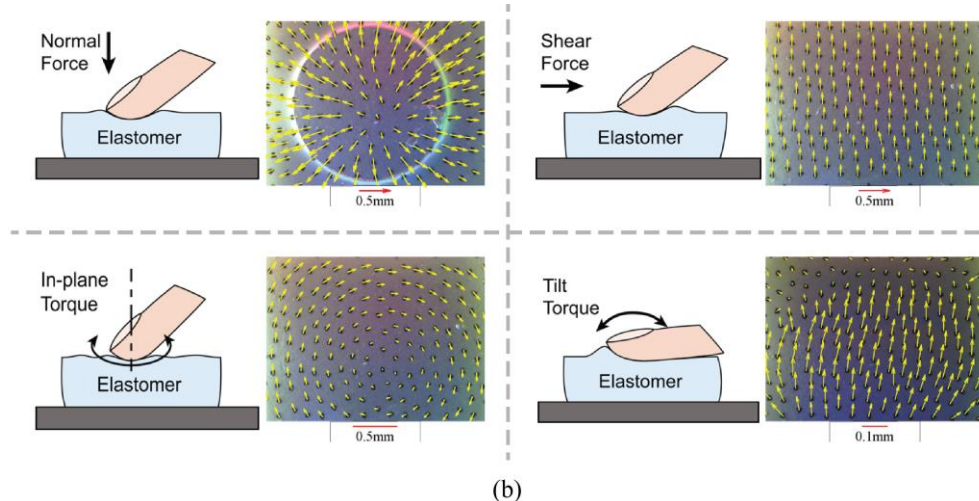 Normal
Force
Elastomer
0.5mm
Shear
Force
Elastomer
0.5mm
In-plane
Torque
Elastomer
0.5mm
Tilt
Torque
Elastomer
0.1mm
(b)